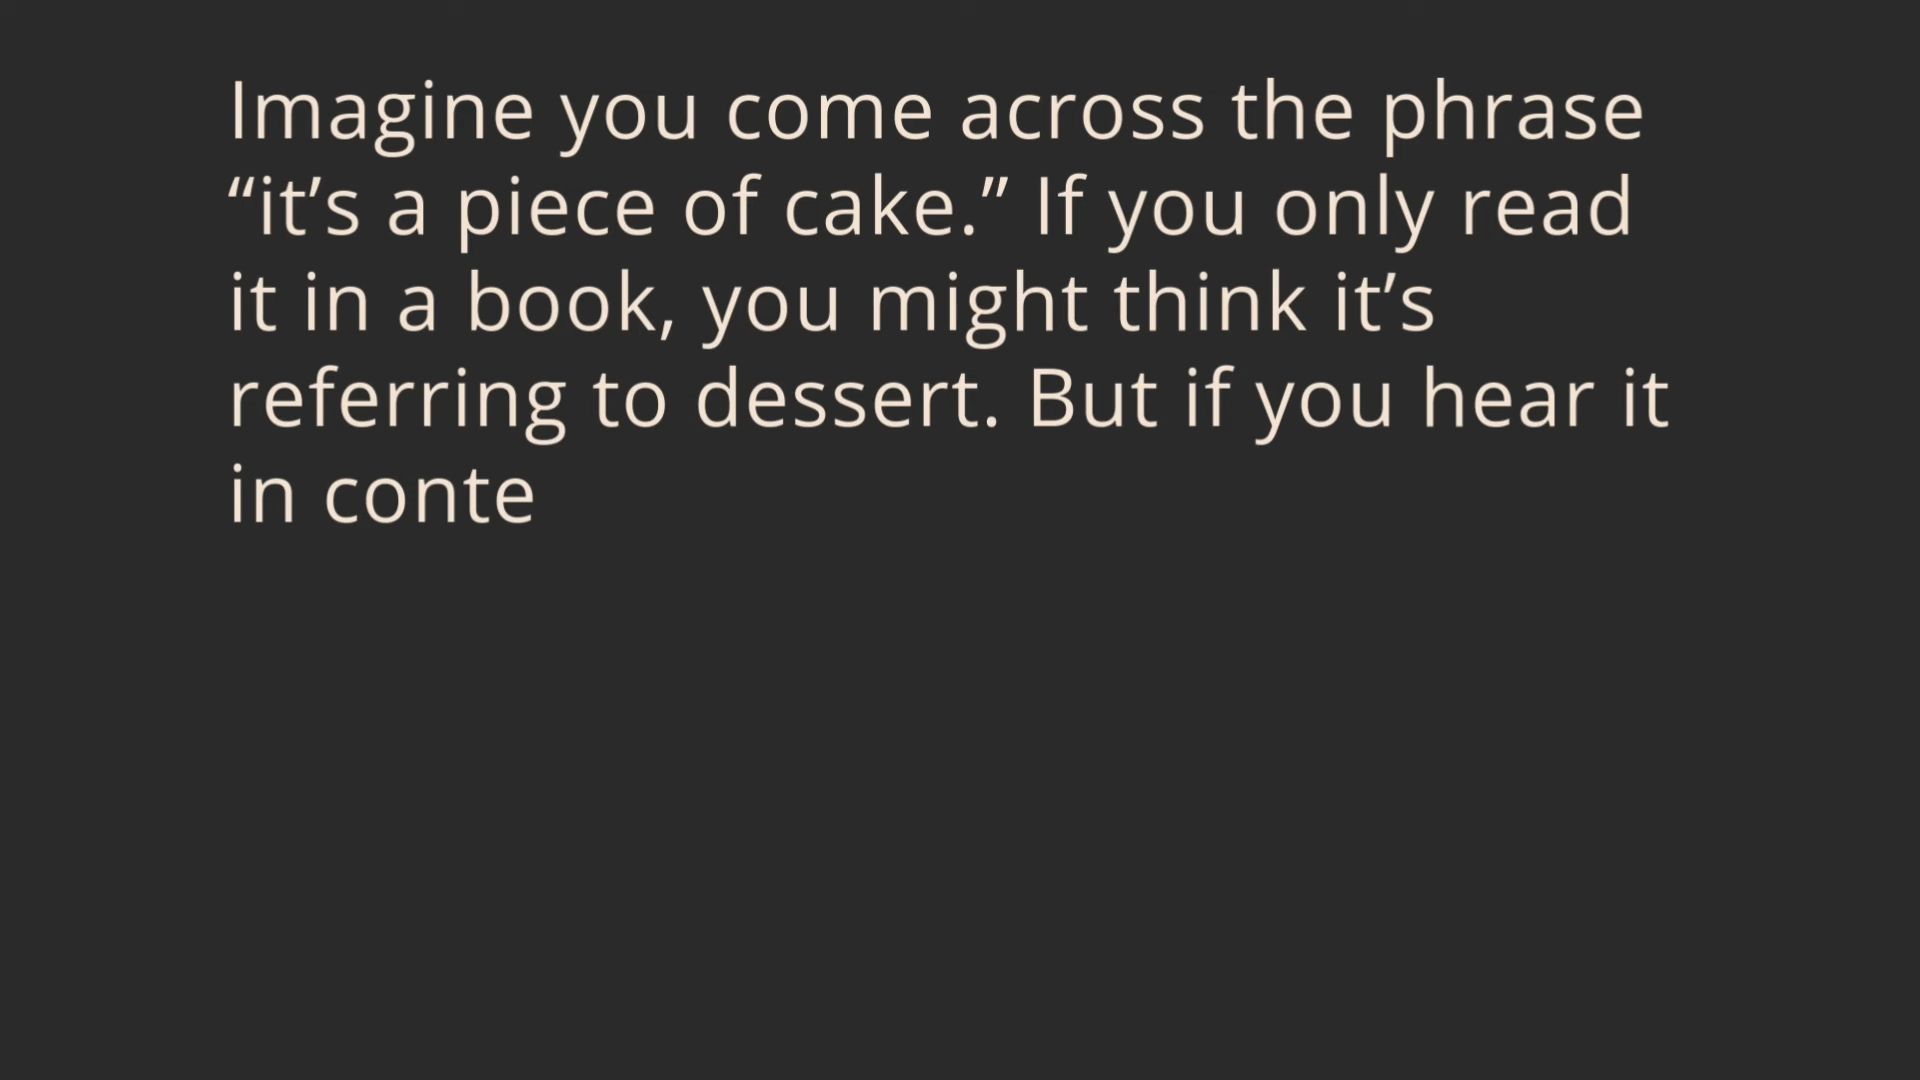 Imagine you come across the phrase
“it’s a piece of cake.” If you only read
it in a book, you might think it’s
referring to dessert. But if you hear it
in conte